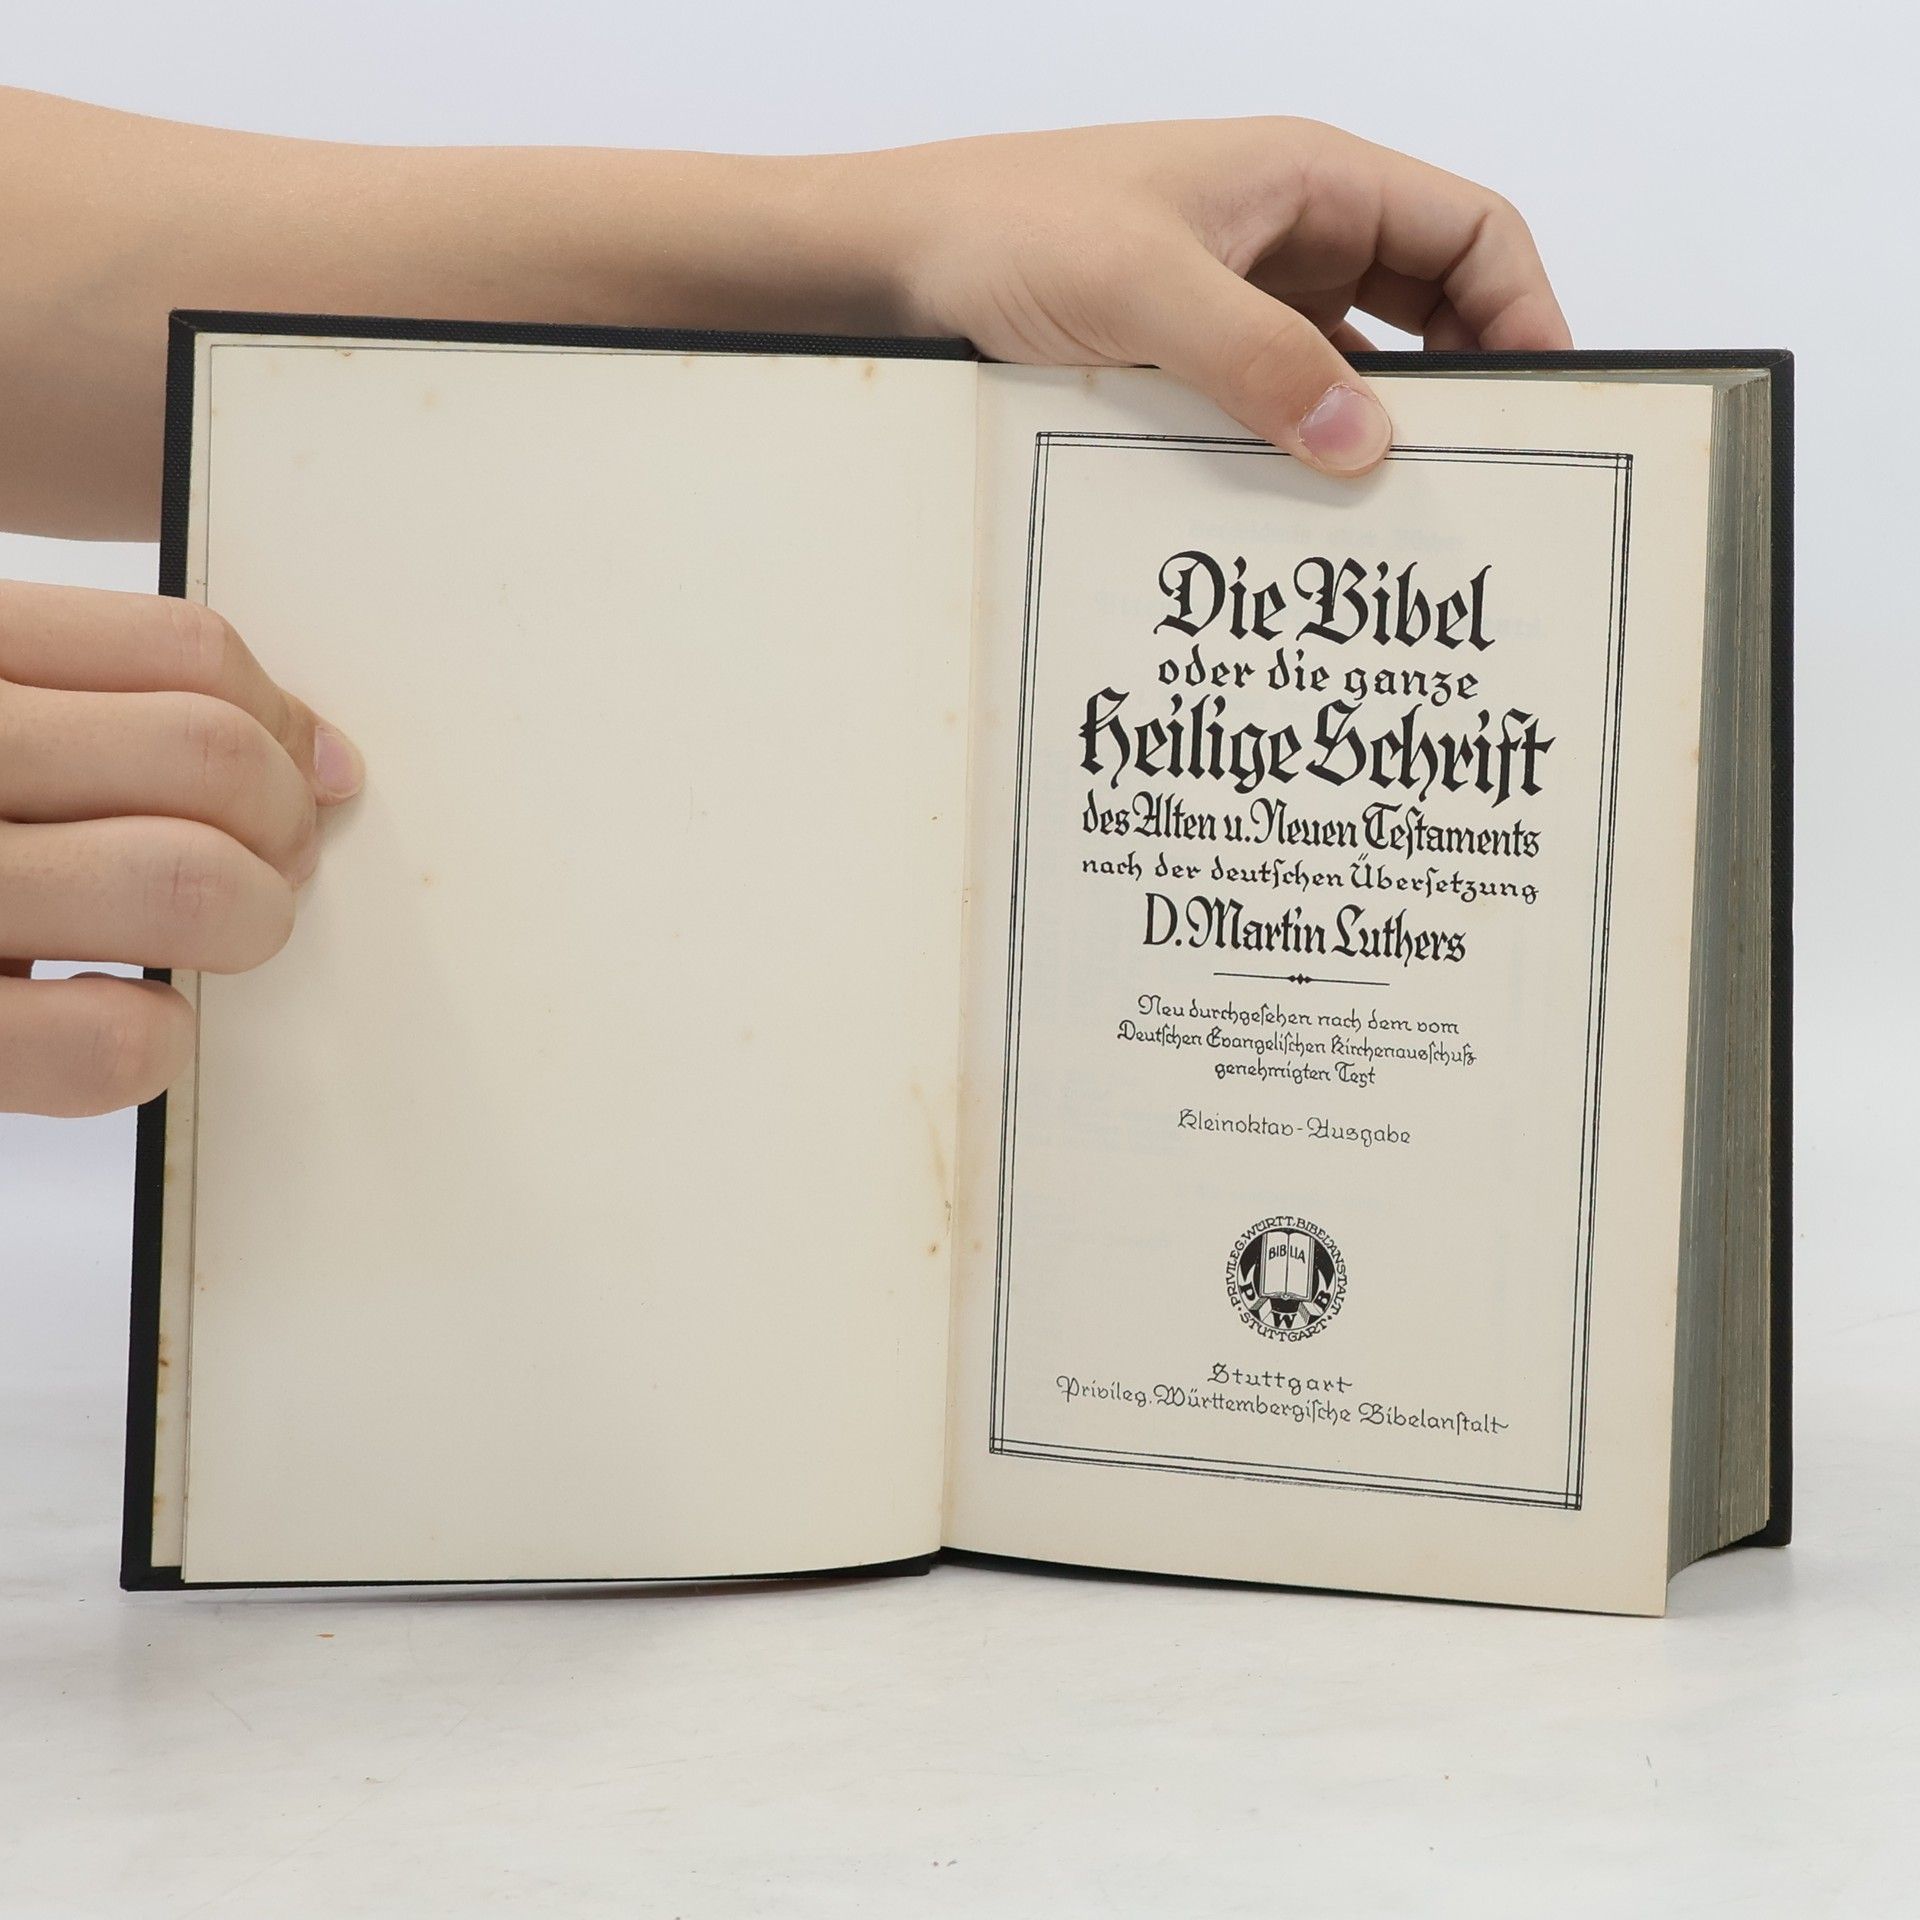 Die Bibel
oder die ganze
Heilige Schrift
des Alten u. Neuen Teſtaments
nach der deutſchen Überſetzung
D. Martin Luthers
Neu durchgeſehen nach dem vom
Deutſchen Evangeliſchen Kirchenausſchuß
genehmigten Text
Kleinoktav-Ausgabe
PRIVILEG. WÜRTT. BIBELANSTALT
BIBLIA
P W B
STUTTGART
Stuttgart
Privileg. Württembergiſche Bibelanſtalt